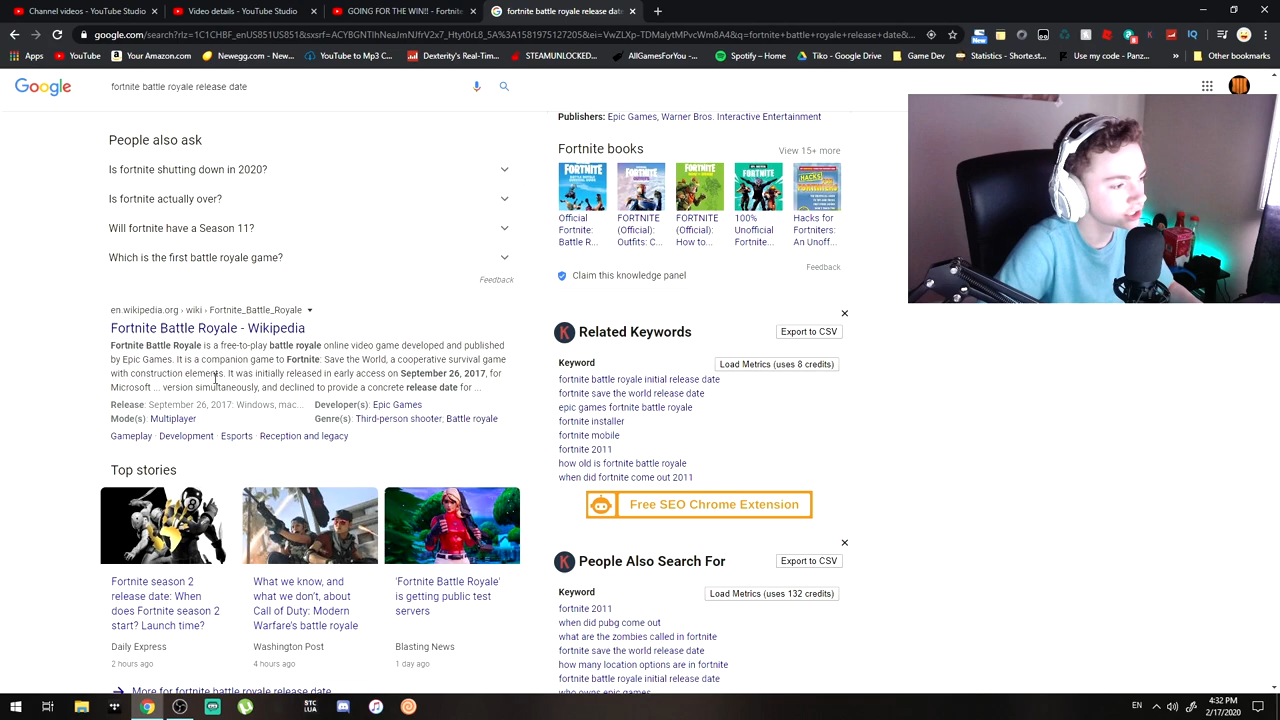 Channel videos - YouTube Studio
Video details - YouTube Studio
GOING FOR THE WIN! - Fortnite
fortnite battle royale release date
google.com/search?rlz=1C1CHBF_enUS851US851&sxsrf=
Apps
YouTube
Your Amazon.com
Newegg.com - Newe...
YouTube to Mp3 C...
Dexterity's Real-Tim...
STEAMUNLOCKED...
AllGamesForYou -...
Spotify – Home
Tiko - Google Drive
Statistics - Shorte.st...
Reduce use - Panz...
Other bookmarks
Google
fortnite battle royale release date
People also ask
Is fortnite shutting down in 2020?
Is fortnite actually over?
Will fortnite have a Season 11?
Which is the first battle royale game?
Feedback
en.wikipedia.org › wiki › Fortnite_Battle_Royale
Fortnite Battle Royale - Wikipedia
Fortnite Battle Royale is a free-to-play battle royale online video game developed and published
by Epic Games. It is a companion game to Fortnite: Save the World, a cooperative survival game
with construction elements. It was initially released in early access on September 26, 2017, for
Microsoft ... version simultaneously, and declined to provide a concrete release date for ...
Release: September 26, 2017: Windows, mac...
Developer(s): Epic Games
Mode(s): Multiplayer
Genre(s): Third-person shooter, Battle royale
Gameplay · Development · Esports · Reception and legacy
Top stories
Fortnite season 2
release date: When
does Fortnite season 2
start? Launch time?
Daily Express
2 hours ago
What we know, and
what we don't, about
Call of Duty: Modern
Warfare's battle royale
Washington Post
4 hours ago
'Fortnite Battle Royale'
is getting public test
servers
Blasting News
1 day ago
More for fortnite battle royale release date
Publishers: Epic Games, Warner Bros. Interactive Entertainment
Fortnite books
View 15+ more
Official
Fortnite:
Battle R...
FORTNITE
(Official):
Outfits: C...
FORTNITE
(Official):
How to...
100%
Unofficial
Fortnite...
Hacks for
Fortniters:
An Unoff...
Claim this knowledge panel
Feedback
Related Keywords
Export to CSV
Keyword
Load Metrics (uses 8 credits)
fortnite battle royale initial release date
fortnite save the world release date
epic games fortnite battle royale
fortnite installer
fortnite mobile
fortnite 2011
how old is fortnite battle royale
when did fortnite come out 2011
Free SEO Chrome Extension
People Also Search For
Export to CSV
Keyword
Load Metrics (uses 132 credits)
fortnite 2011
when did pubg come out
what are the zombies called in fortnite
fortnite save the world release date
how many location options are in fortnite
fortnite battle royale initial release date
who owns epic games
STC
LUA
EN
4:32 PM
2/17/2020